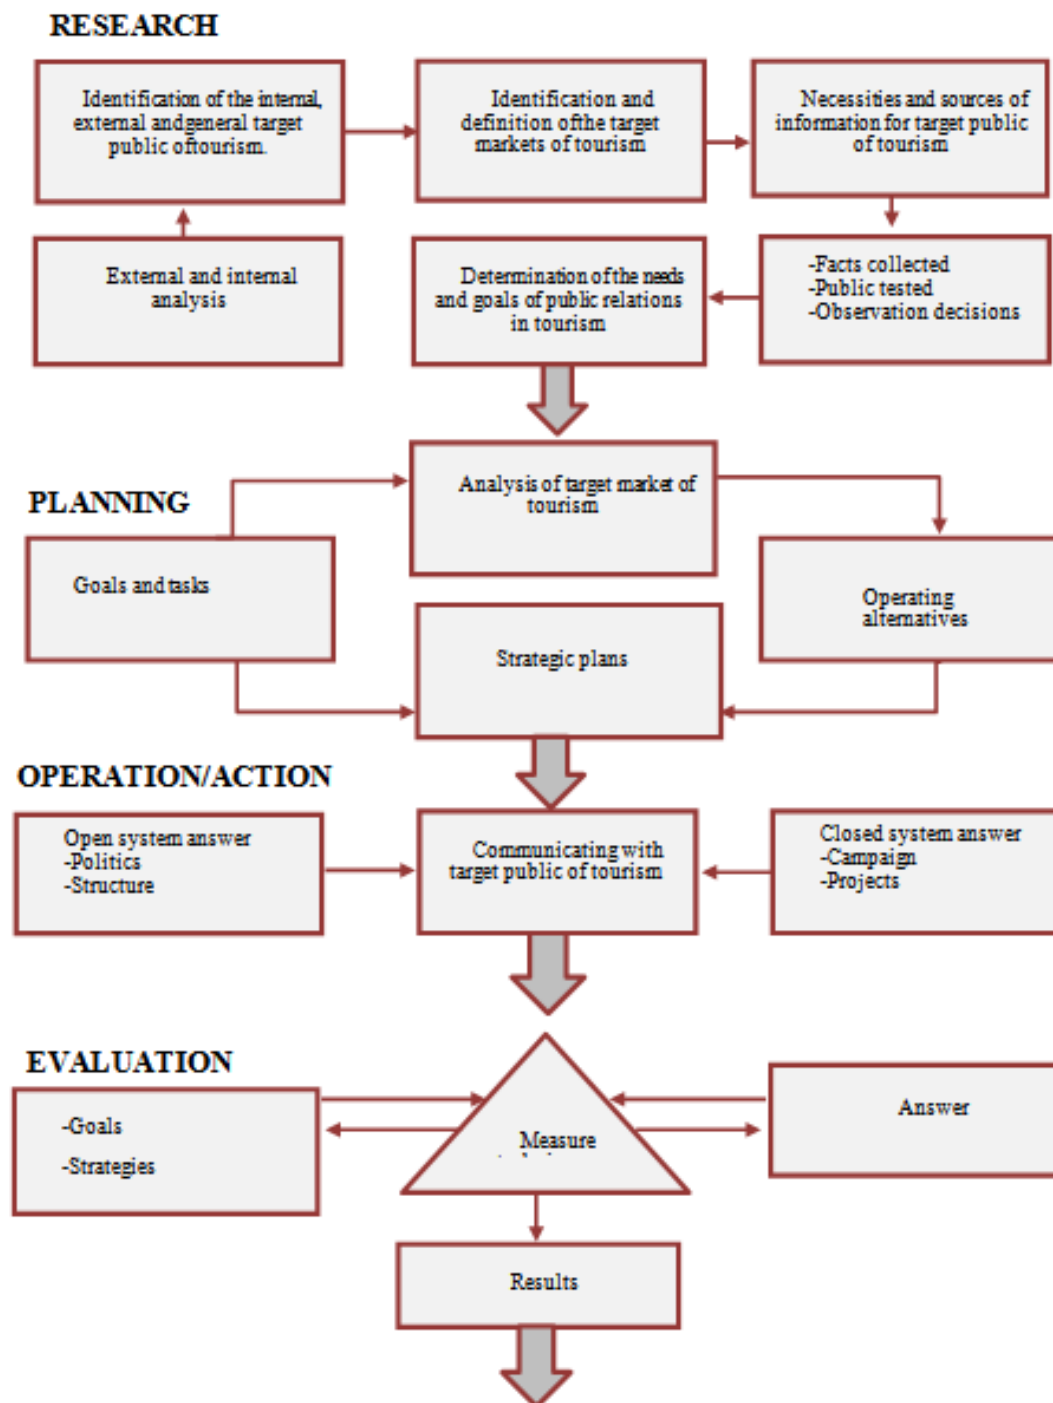 RESEARCH
Identification of the internal,
external andgeneral target
public oftourism.
Identification and
definition ofthe target
markets of tourism
Necessities and sources of
information for target public
of tourism
External and internal
analysis
Determination of the needs
and goals of public relations
in tourism
-Facts collected
-Public tested
-Observation decisions
Analysis of target market of
tourism
PLANNING
Goals and tasks
Operating
alternatives
Strategic plans
OPERATION/ACTION
Open system answer
-Politics
-Structure
Communicating with
target public of tourism
Closed system answer
-Campaign
-Projects
EVALUATION
-Goals
-Strategies
Measure
Answer
Results